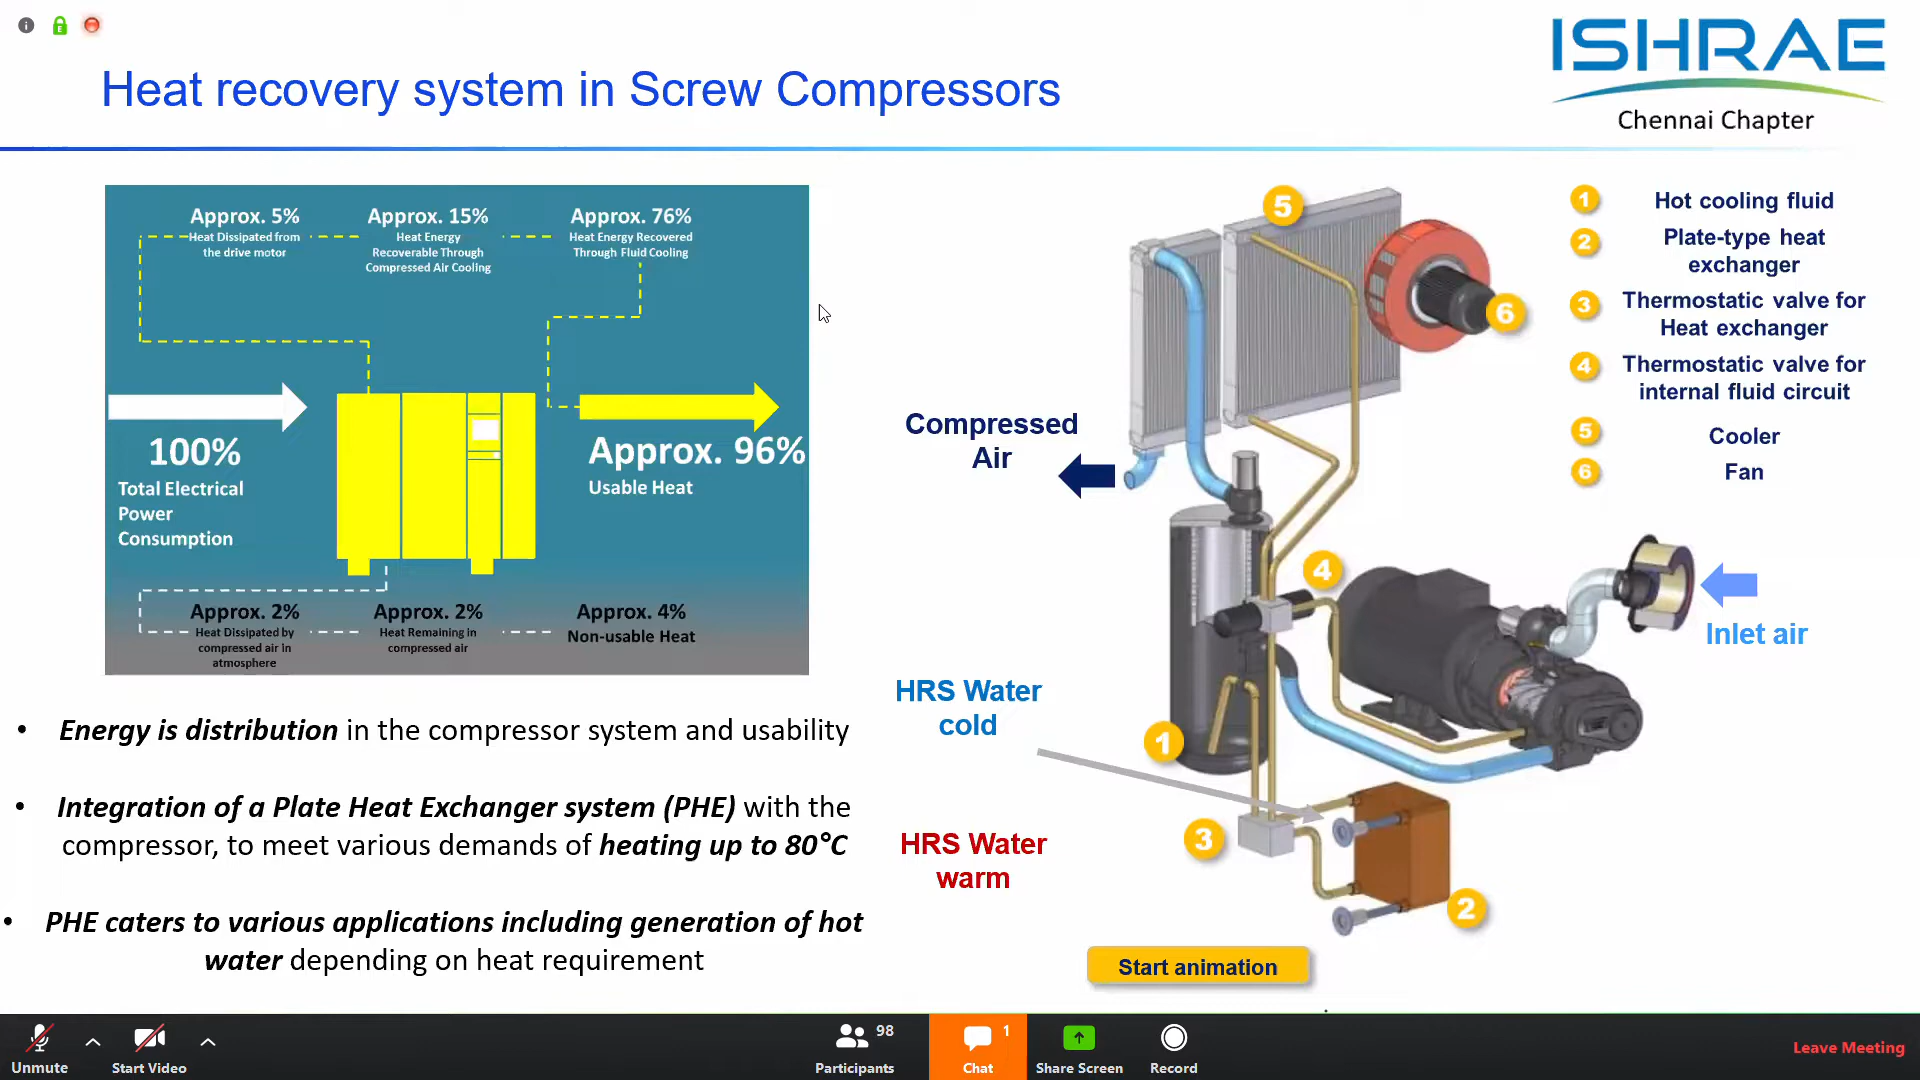 Heat recovery system in Screw Compressors
ISHRAE
Chennai Chapter
Approx. 5%
Heat Dissipated from
the drive motor
Approx. 15%
Heat Energy
Recoverable Through
Compressed Air Cooling
Approx. 76%
Heat Energy Recovered
Through Fluid Cooling
100%
Total Electrical
Power
Consumption
Approx. 96%
Usable Heat
Approx. 2%
Heat Dissipated by
compressed air in
atmosphere
Approx. 2%
Heat Remaining in
compressed air
Approx. 4%
Non-usable Heat
• Energy is distribution in the compressor system and usability
• Integration of a Plate Heat Exchanger system (PHE) with the
compressor, to meet various demands of heating up to 80°C
• PHE caters to various applications including generation of hot
water depending on heat requirement
Compressed
Air
HRS Water
cold
HRS Water
warm
Inlet air
5
6
4
1
3
2
Start animation
1 Hot cooling fluid
2 Plate-type heat
exchanger
3 Thermostatic valve for
Heat exchanger
4 Thermostatic valve for
internal fluid circuit
5 Cooler
6 Fan
Unmute
Start Video
98
Participants
1
Chat
Share Screen
Record
Leave Meeting